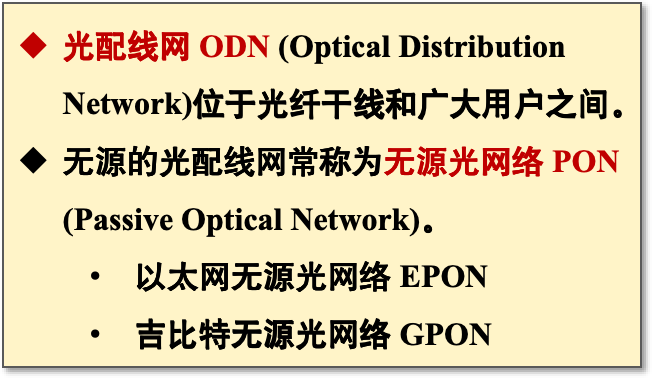 ◆ 光配线网 ODN (Optical Distribution
Network)位于光纤干线和广大用户之间。
◆ 无源的光配线网常称为无源光网络 PON
(Passive Optical Network)。
• 以太网无源光网络 EPON
• 吉比特无源光网络 GPON